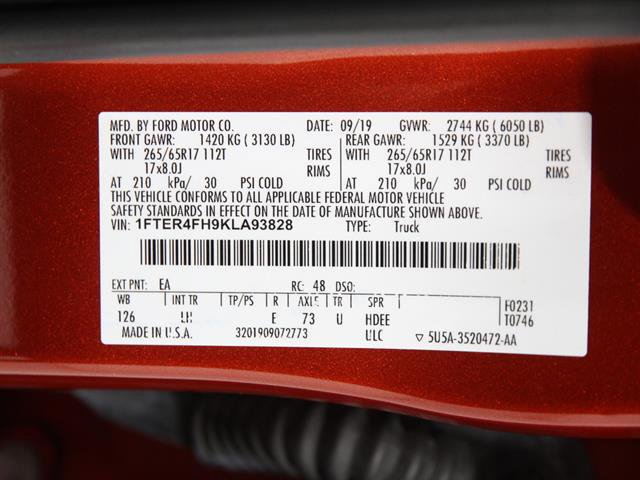 MFD. BY FORD MOTOR CO. DATE: 09/19 GVWR: 2744 KG ( 6050 LB)
FRONT GAWR: 1420 KG ( 3130 LB) REAR GAWR: 1529 KG ( 3370 LB)
WITH 265/65R17 112T TIRES WITH 265/65R17 112T TIRES
17x8.0J RIMS 17x8.0J RIMS
AT 210 kPa/ 30 PSI COLD AT 210 kPa/ 30 PSI COLD
THIS VEHICLE CONFORMS TO ALL APPLICABLE FEDERAL MOTOR VEHICLE
SAFETY STANDARDS IN EFFECT ON THE DATE OF MANUFACTURE SHOWN ABOVE.
VIN: 1FTER4FH9KLA93828 TYPE: Truck
EXT PNT: EA RC: 48 DSO:
WB INT TR TP/PS R AXLE TR SPR F0231
126 LH E 73 U HDEE T0746
MADE IN U.S.A. 3201909072773 ULC ▽ 5U5A-3520472-AA